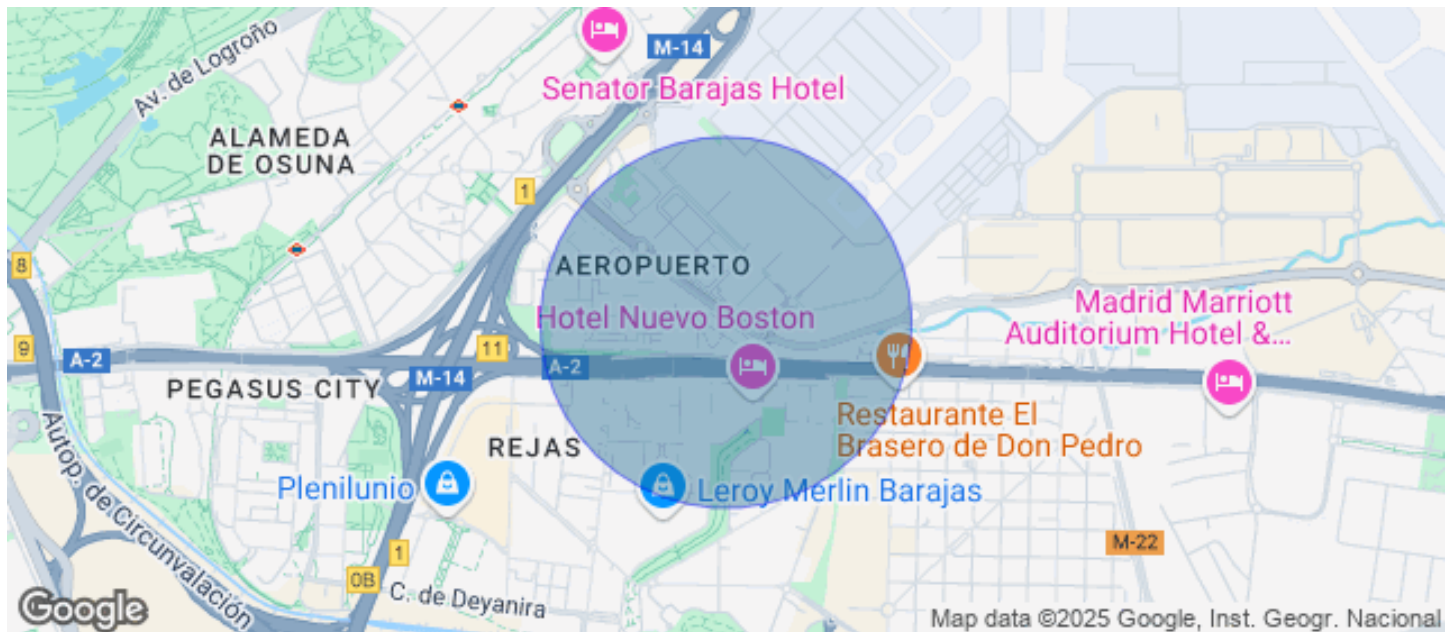 Av. de Logroño
M-14
Senator Barajas Hotel
ALAMEDA
DE OSUNA
1
8
AEROPUERTO
Hotel Nuevo Boston
Madrid Marriott
Auditorium Hotel &...
9
A-2
11
A-2
M-14
PEGASUS CITY
Restaurante El
Brasero de Don Pedro
REJAS
Plenilunio
Leroy Merlin Barajas
Autop. de Circunvalación
1
M-22
0B
C. de Deyanira
Google
Map data ©2025 Google, Inst. Geogr. Nacional